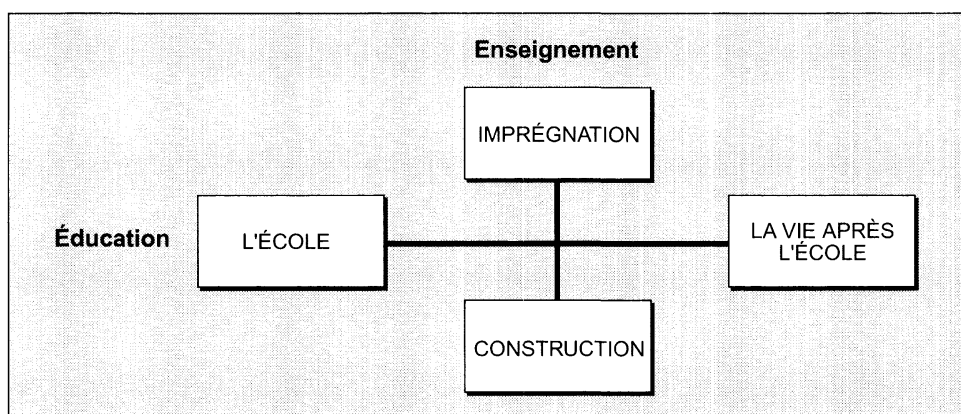 Enseignement
IMPRÉGNATION
Éducation
L'ÉCOLE
LA VIE APRÈS
L'ÉCOLE
CONSTRUCTION